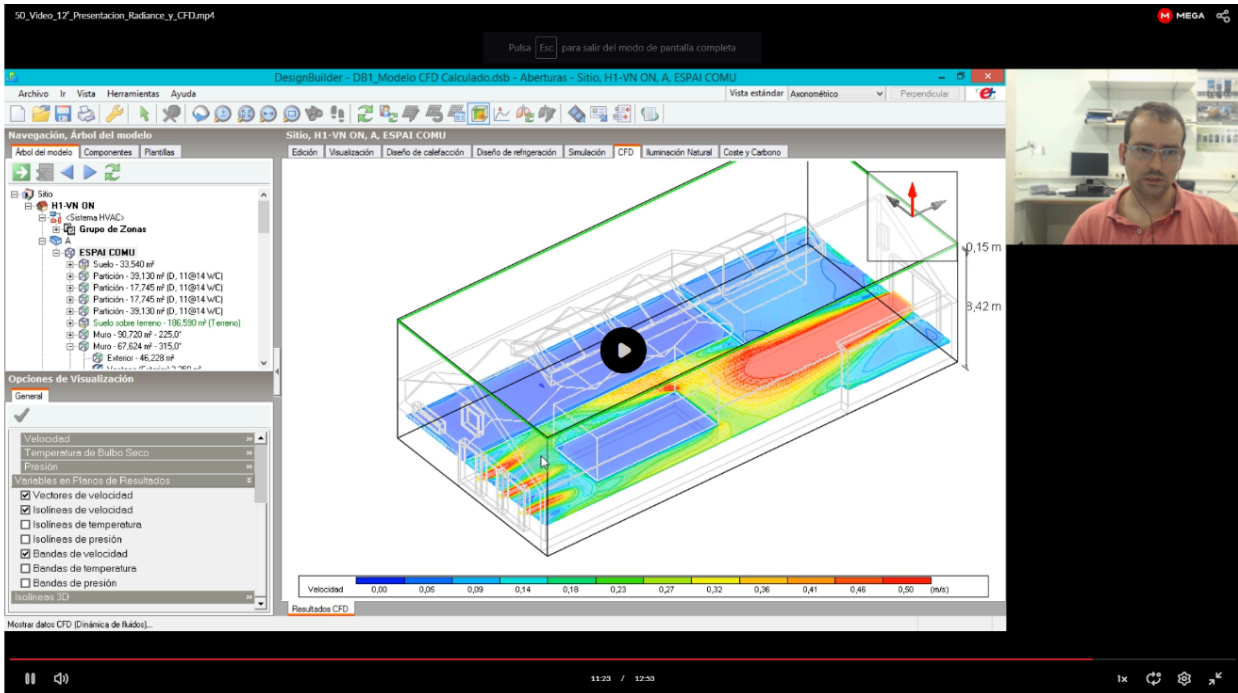 50_Video_12'_Presentacion_Radiance_y_CFD.mp4
M MEGA
Pulsa Esc para salir del modo de pantalla completa
DesignBuilder - DB1_Modelo CFD Calculado.dsb - Aberturas - Sitio, H1-VN ON, A, ESPAI COMU
Archivo Ir Vista Herramientas Ayuda
Vista estándar Axonométrico Perpendicular
Navegación, Árbol del modelo
Sitio, H1-VN ON, A, ESPAI COMU
Árbol del modelo Componentes Plantillas
Edición Visualización Diseño de calefacción Diseño de refrigeración Simulación CFD Iluminación Natural Coste y Carbono
Sitio
H1-VN ON
<Sistema HVAC>
Grupo de Zonas
A
ESPAI COMU
Suelo - 33,540 m²
Partición - 39,130 m² (D, 11@14 WC)
Partición - 17,745 m² (D, 11@14 WC)
Partición - 17,745 m² (D, 11@14 WC)
Partición - 39,130 m² (D, 11@14 WC)
Suelo sobre terreno - 186,590 m² (Terreno)
Muro - 90,720 m² - 225,0°
Muro - 67,624 m² - 315,0°
Exterior - 46,228 m²
0,15 m
8,42 m
Opciones de Visualización
General
Velocidad
Temperatura de Bulbo Seco
Presión
Variables en Planos de Resultados
Vectores de velocidad
Isolíneas de velocidad
Isolíneas de temperatura
Isolíneas de presión
Bandas de velocidad
Bandas de temperatura
Bandas de presión
Isolíneas 3D
Velocidad 0,00 0,05 0,09 0,14 0,18 0,23 0,27 0,32 0,36 0,41 0,46 0,50 (m/s)
Resultados CFD
Mostrar datos CFD (Dinámica de fluidos)...
11:23 / 12:53
1x